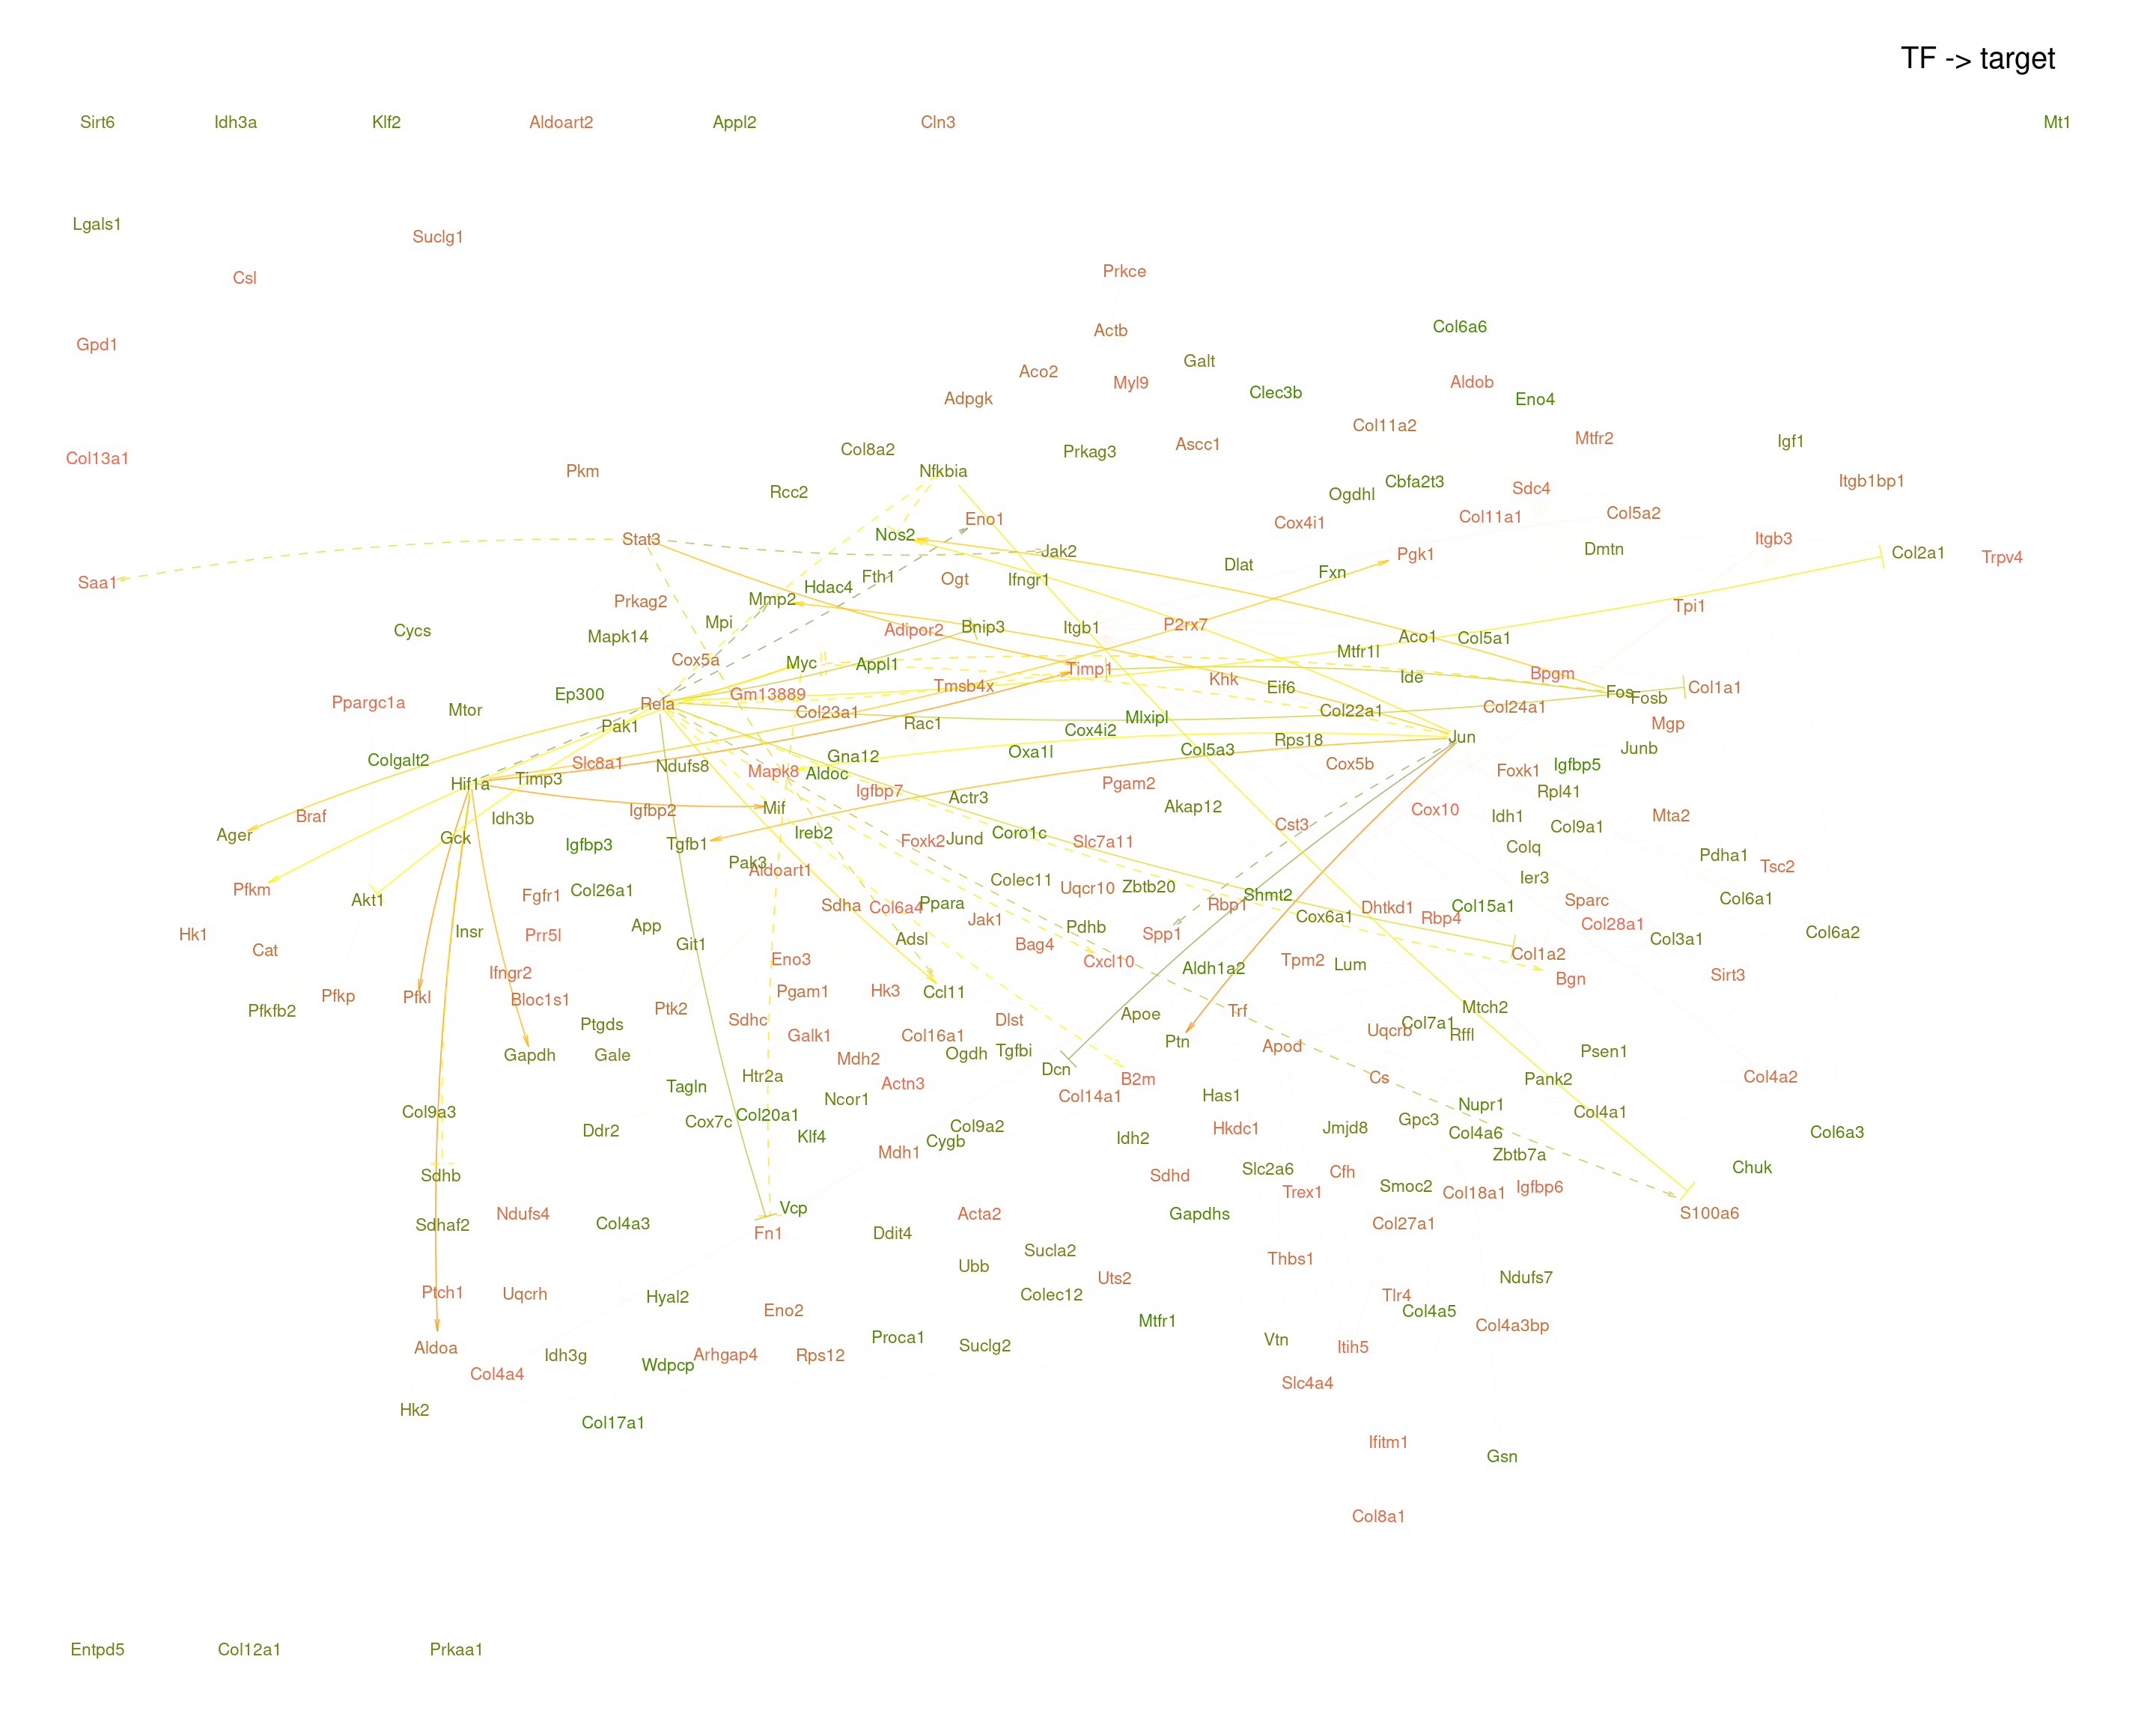 TF -> target
Sirt6 Idh3a Klf2 Aldoart2 Appl2 Cln3 Mt1
Lgals1
Suclg1
Csl
Prkce
Col6a6
Actb
Gpd1
Galt
Aco2
Myl9 Aldob
Clec3b
Adpgk Eno4
Col11a2
Mtfr2
Igf1
Ascc1
Col8a2
Prkag3
Col13a1
Pkm Nfkbia
Itgb1bp1
Cbfa2t3
Sdc4
Rcc2 Ogdhl
Col5a2
Col11a1
Eno1
Cox4i1
Nos2
Stat3 Itgb3
Jak2 Dmtn
Pgk1 Col2a1
Trpv4
Dlat
Fxn
Fth1 Ogt Ifngr1
Saa1
Hdac4
Mmp2
Prkag2
Tpi1
Mpi
P2rx7
Bnip3 Itgb1
Cycs Adipor2
Mapk14 Aco1 Col5a1
Mtfr1l
Cox5a Myc Appl1
Timp1
Bpgm
Ide
Khk
Tmsb4x Eif6 Col1a1
Ep300 Gm13889 Fos
Fosb
Ppargc1a Rela
Mtor Col23a1 Col22a1 Col24a1
Mlxipl
Pak1 Rac1 Mgp
Cox4i2
Jun
Rps18
Oxa1l Col5a3 Junb
Gna12
Colgalt2 Slc8a1 Ndufs8 Cox5b Igfbp5
Mapk8 Aldoc Foxk1
Hif1a Timp3 Pgam2
Igfbp7 Rpl41
Actr3
Akap12
Braf Idh3b Igfbp2 Mif Cox10 Idh1 Mta2
Cst3 Col9a1
Ager Gck Ireb2 Coro1c
Igfbp3 Tgfb1 Foxk2 Jund Slc7a11 Colq
Pdha1
Pak3
Aldoart1 Tsc2
Colec11 Ier3
Pfkm Col26a1 Uqcr10 Zbtb20
Akt1 Fgfr1 Shmt2 Sparc Col6a1
Sdha Col6a4 Ppara Rbp1 Dhtkd1 Col15a1
Jak1 Cox6a1 Rbp4
App Pdhb Col28a1
Hk1 Insr Prr5l Spp1 Col6a2
Adsl Col3a1
Cat Git1 Bag4
Eno3 Cxcl10 Tpm2 Lum Col1a2
Ifngr2 Aldh1a2 Bgn Sirt3
Pfkp Pfkl Bloc1s1 Pgam1 Hk3 Ccl11
Pfkfb2 Ptk2 Apoe Trf Mtch2
Ptgds Sdhc Dlst Col7a1
Galk1 Col16a1 Ptn Uqcrb Rffl
Gapdh Gale Mdh2 Ogdh Tgfbi Apod Psen1
Htr2a Dcn
B2m Cs Pank2 Col4a2
Tagln Actn3
Ncor1 Col14a1 Has1 Nupr1
Col9a3 Cox7c Col20a1 Gpc3 Col4a1
Ddr2 Klf4 Col9a2 Idh2 Hkdc1 Jmjd8 Col4a6 Col6a3
Cygb
Mdh1 Zbtb7a
Sdhb Sdhd Slc2a6 Cfh Chuk
Trex1 Smoc2 Col18a1 Igfbp6
Vcp
Ndufs4 Acta2 Gapdhs S100a6
Sdhaf2 Col4a3 Fn1 Ddit4 Col27a1
Sucla2
Ubb Thbs1
Uts2 Ndufs7
Ptch1 Uqcrh Hyal2 Colec12 Tlr4
Eno2 Col4a5
Mtfr1 Col4a3bp
Proca1
Aldoa Suclg2 Vtn Itih5
Idh3g Wdpcp Arhgap4 Rps12
Col4a4 Slc4a4
Hk2
Col17a1
Ifitm1
Gsn
Col8a1
Entpd5 Col12a1 Prkaa1